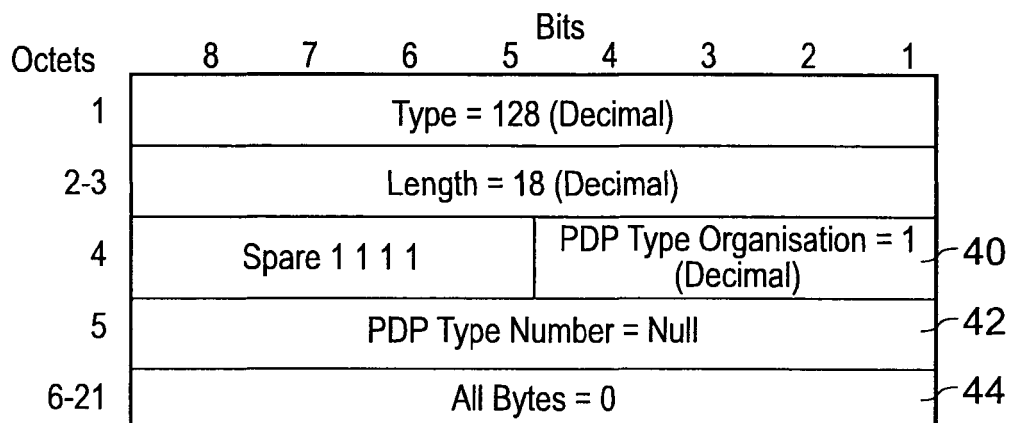 Bits
Octets 8 7 6 5 4 3 2 1
1 Type = 128 (Decimal)
2-3 Length = 18 (Decimal)
4 Spare 1 1 1 1 PDP Type Organisation = 1 (Decimal) 40
5 PDP Type Number = Null 42
6-21 All Bytes = 0 44